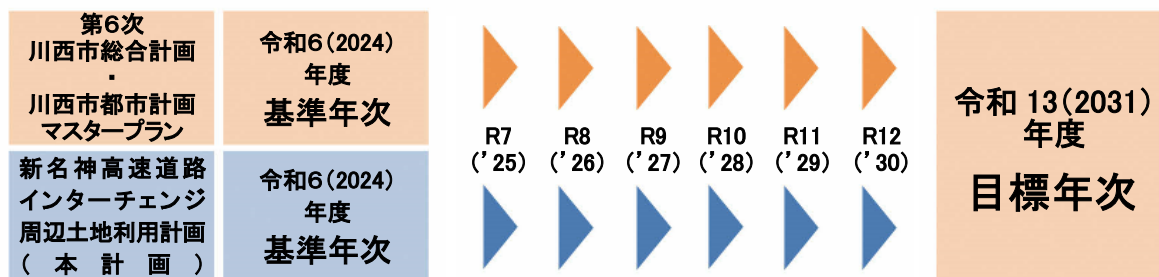 第6次
川西市総合計画
・
川西市都市計画
マスタープラン
令和6(2024)
年度
基準年次
新名神高速道路
インターチェンジ
周辺土地利用計画
(本計画)
令和6(2024)
年度
基準年次
R7
('25)
R8
('26)
R9
('27)
R10
('28)
R11
('29)
R12
('30)
令和13(2031)
年度
目標年次